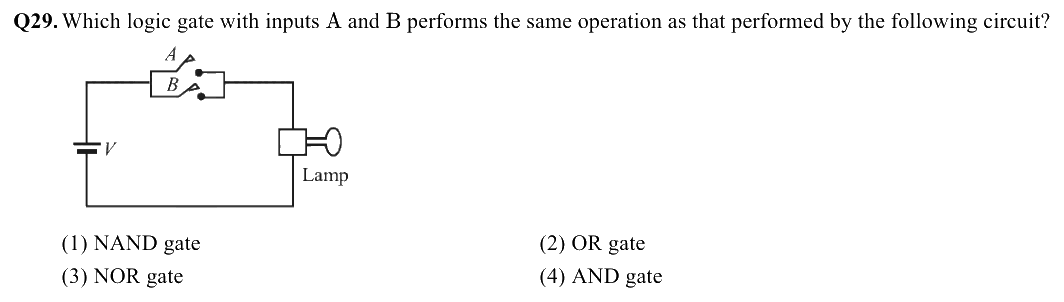 Q29. Which logic gate with inputs A and B performs the same operation as that performed by the following circuit?
A
B
V
Lamp
(1) NAND gate
(2) OR gate
(3) NOR gate
(4) AND gate